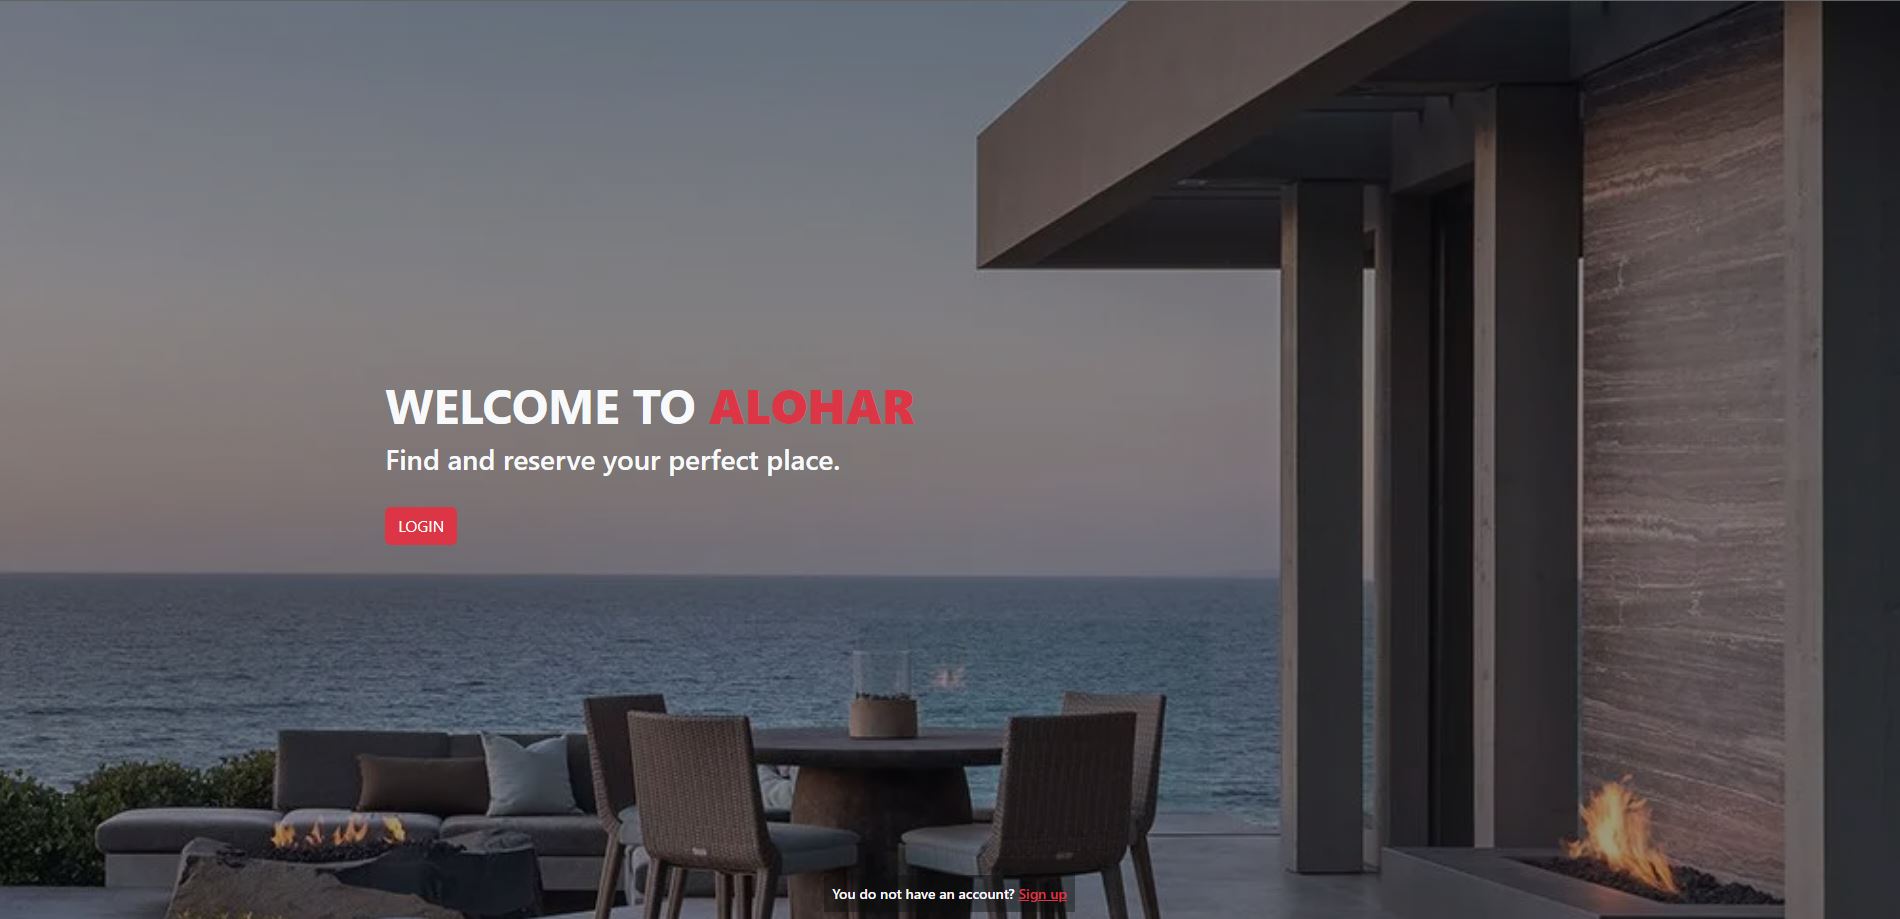 WELCOME TO ALOHAR
Find and reserve your perfect place.
LOGIN
You do not have an account? Sign up